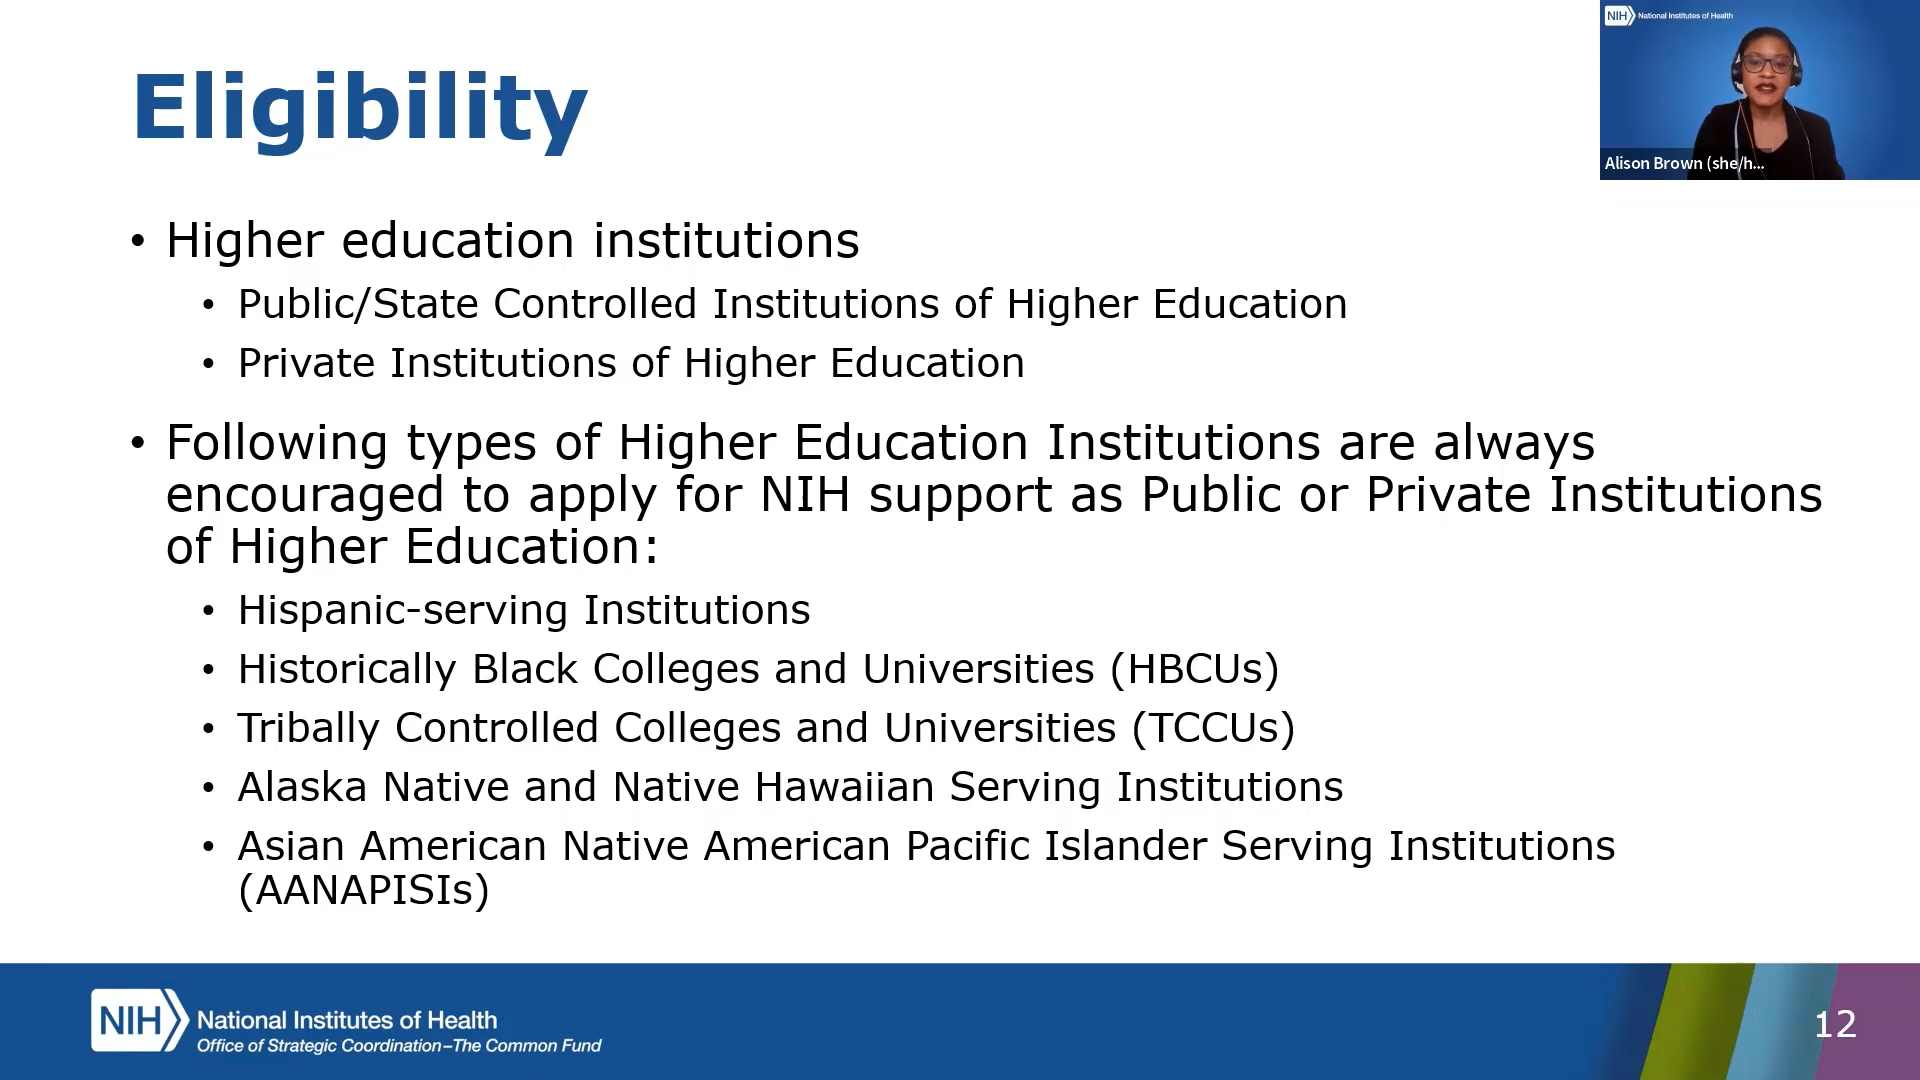 Eligibility
NIH National Institutes of Health
Alison Brown (she/h...
• Higher education institutions
• Public/State Controlled Institutions of Higher Education
• Private Institutions of Higher Education
• Following types of Higher Education Institutions are always
encouraged to apply for NIH support as Public or Private Institutions
of Higher Education:
• Hispanic-serving Institutions
• Historically Black Colleges and Universities (HBCUs)
• Tribally Controlled Colleges and Universities (TCCUs)
• Alaska Native and Native Hawaiian Serving Institutions
• Asian American Native American Pacific Islander Serving Institutions
(AANAPISIs)
NIH National Institutes of Health
Office of Strategic Coordination–The Common Fund
12